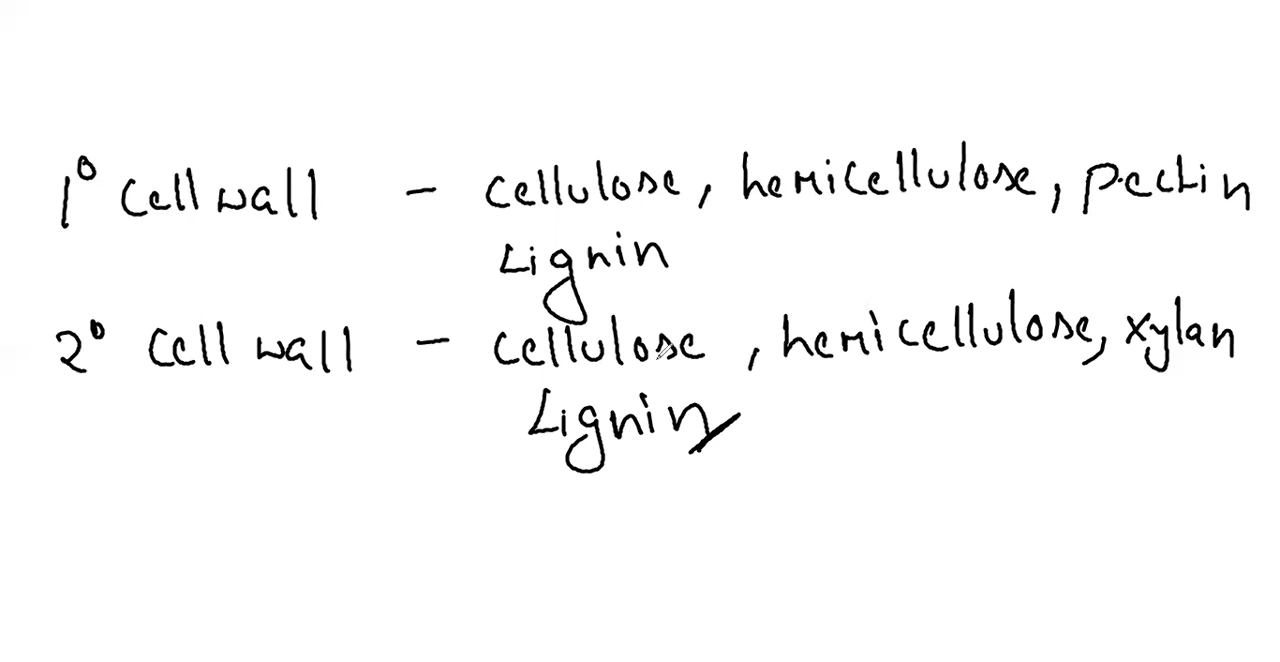 1° Cell wall - cellulose, hemicellulose, pectin
Lignin
2° Cell wall - cellulose, hemicellulose, xylan
Lignin